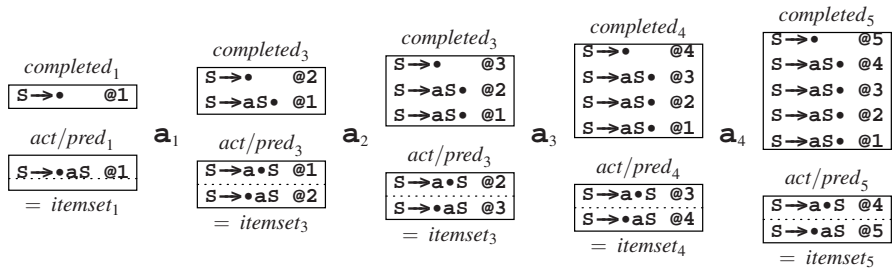 completed₁
S→• @1
act/pred₁
S→•aS @1
= itemset₁
a₁
completed₃
S→• @2
S→aS• @1
act/pred₃
S→a•S @1
S→•aS @2
= itemset₃
a₂
completed₃
S→• @3
S→aS• @2
S→aS• @1
act/pred₃
S→a•S @2
S→•aS @3
= itemset₃
a₃
completed₄
S→• @4
S→aS• @3
S→aS• @2
S→aS• @1
act/pred₄
S→a•S @3
S→•aS @4
= itemset₄
a₄
completed₅
S→• @5
S→aS• @4
S→aS• @3
S→aS• @2
S→aS• @1
act/pred₅
S→a•S @4
S→•aS @5
= itemset₅